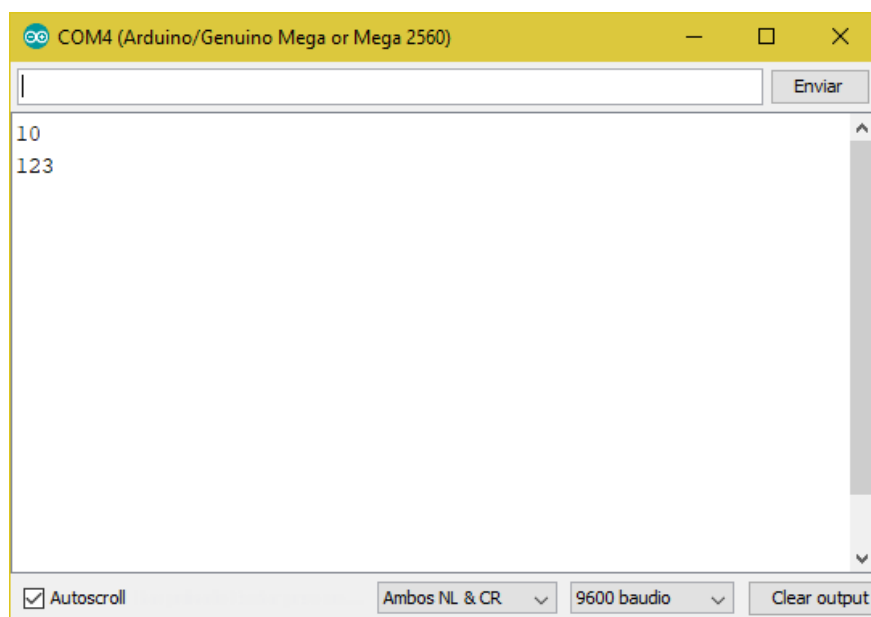 COM4 (Arduino/Genuino Mega or Mega 2560)
Enviar
10
123
Autoscroll
Ambos NL & CR
9600 baudio
Clear output